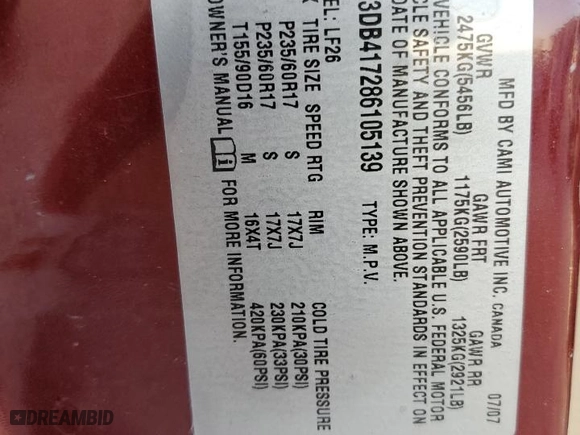 MFD BY CAMI AUTOMOTIVE INC. CANADA 07/07
GVWR GAWR FRT GAWR RR
2475KG(5456LB) 1175KG(2590LB) 1325KG(2921LB)
VEHICLE CONFORMS TO ALL APPLICABLE U.S. FEDERAL MOTOR
CLE SAFETY AND THEFT PREVENTION STANDARDS IN EFFECT ON
DATE OF MANUFACTURE SHOWN ABOVE.
3DB417286105139 TYPE: M.P.V.
EL: LF26
TIRE SIZE SPEED RTG RIM COLD TIRE PRESSURE
P235/60R17 S 17X7J 210KPA(30PSI)
P235/60R17 S 17X7J 230KPA(33PSI)
T155/90D16 M 16X4T 420KPA(60PSI)
OWNER'S MANUAL i FOR MORE INFORMATION.
DREAMBID